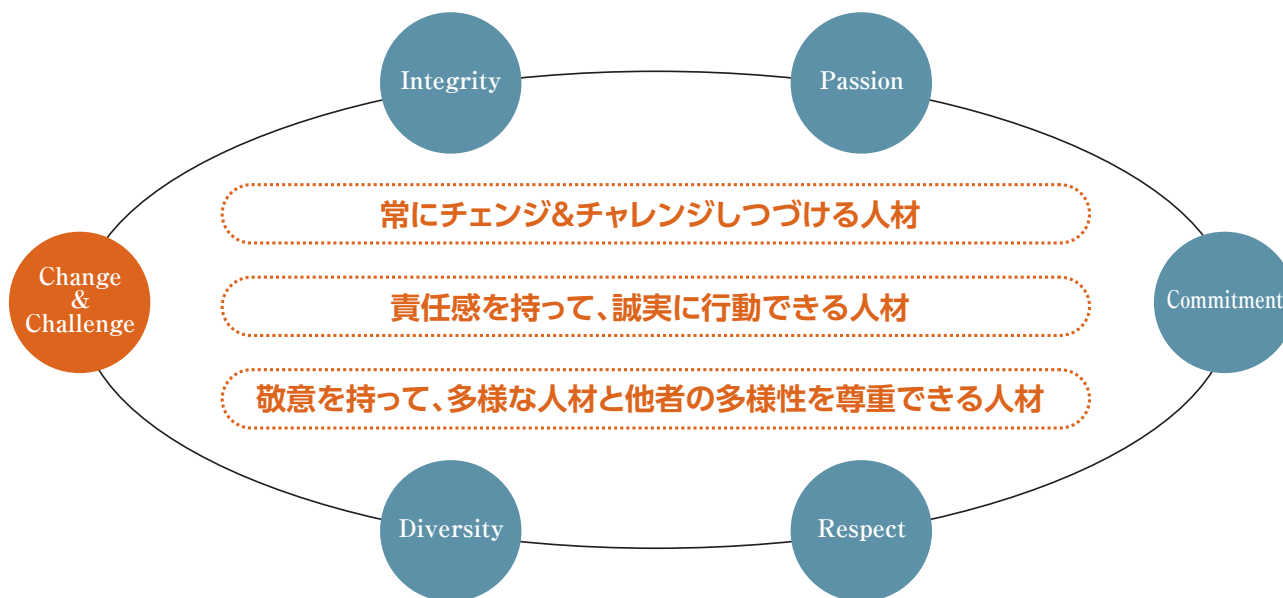 Integrity
Passion
常にチェンジ&チャレンジしつづける人材
Change
&
Challenge
責任感を持って、誠実に行動できる人材
Commitment
敬意を持って、多様な人材と他者の多様性を尊重できる人材
Diversity
Respect